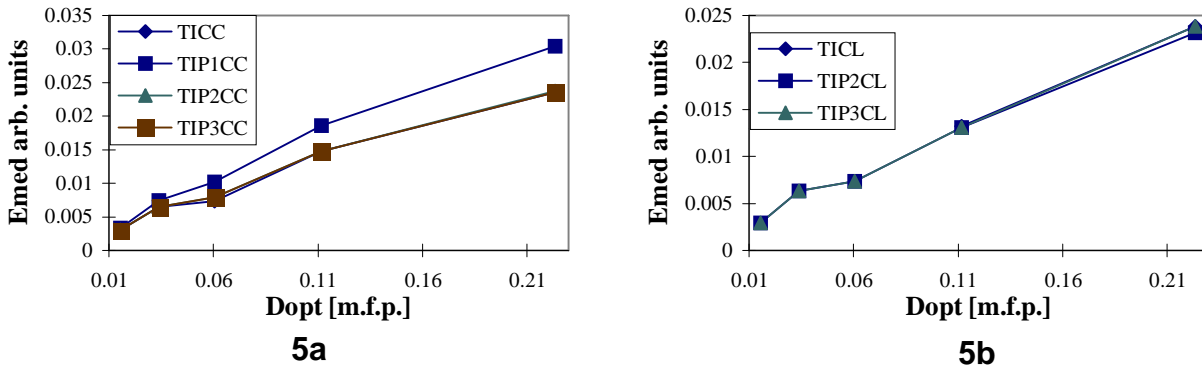 Emed arb. units
0.035
0.03
0.025
0.02
0.015
0.01
0.005
0
TICC
TIP1CC
TIP2CC
TIP3CC
0.01 0.06 0.11 0.16 0.21
Dopt [m.f.p.]
5a
Emed arb. units
0.025
0.02
0.015
0.01
0.005
0
TICL
TIP2CL
TIP3CL
0.01 0.06 0.11 0.16 0.21
Dopt [m.f.p.]
5b